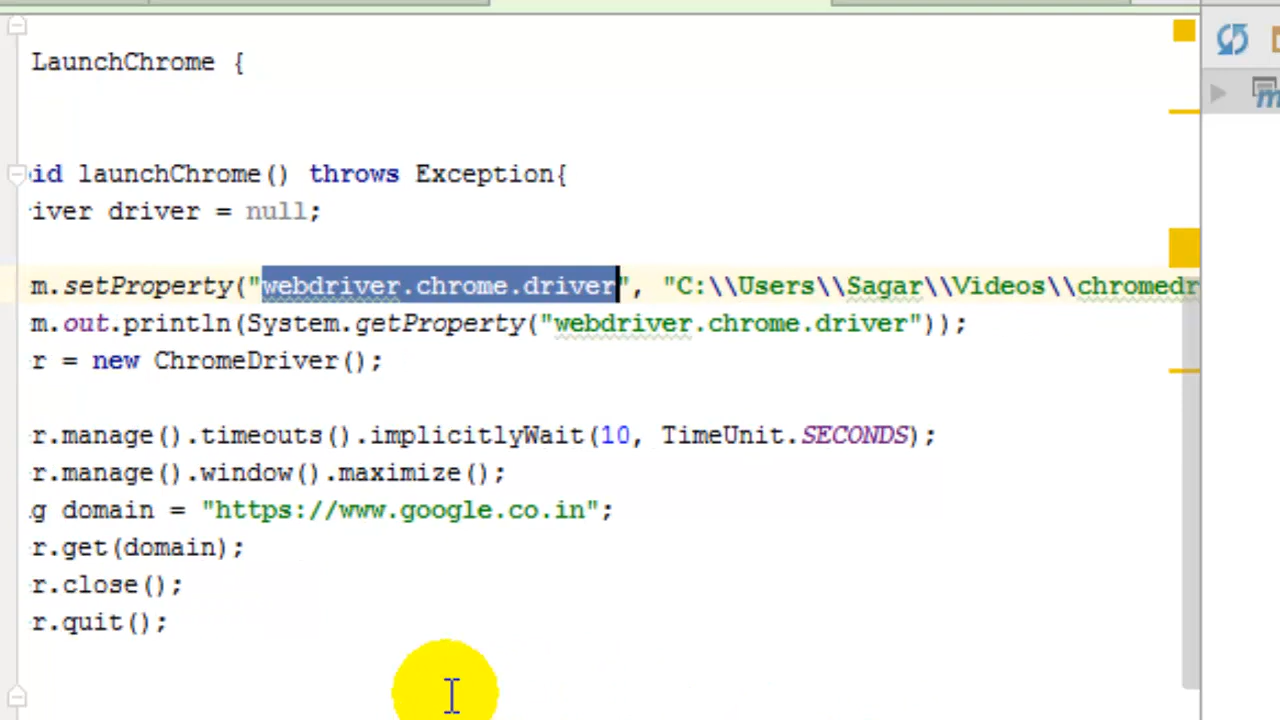 LaunchChrome {
id launchChrome() throws Exception{
iver driver = null;
m.setProperty("webdriver.chrome.driver", "C:\\Users\\Sagar\\Videos\\chromedr
m.out.println(System.getProperty("webdriver.chrome.driver"));
r = new ChromeDriver();
r.manage().timeouts().implicitlyWait(10, TimeUnit.SECONDS);
r.manage().window().maximize();
g domain = "https://www.google.co.in";
r.get(domain);
r.close();
r.quit();
m